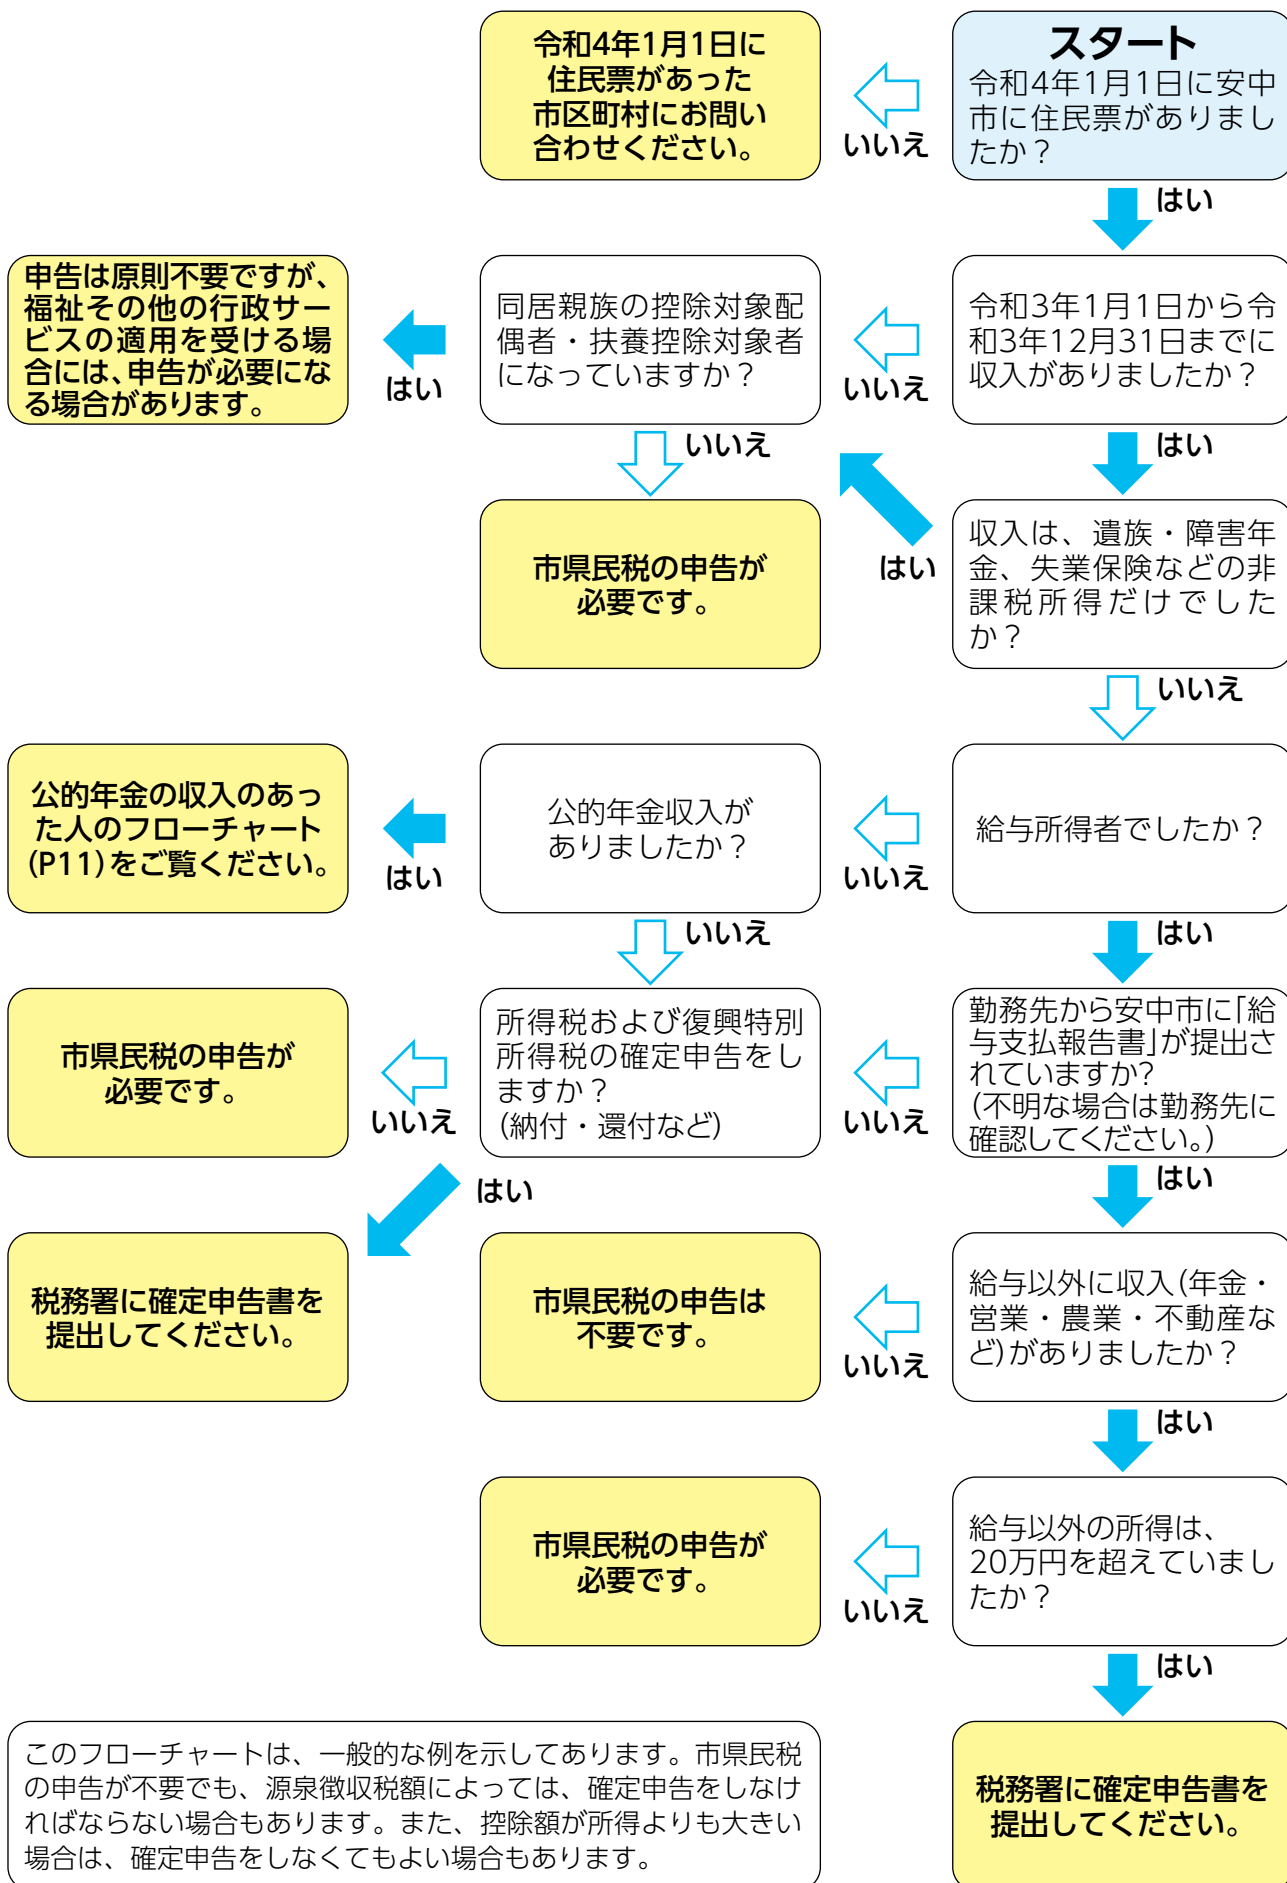 スタート
令和4年1月1日に安中
市に住民票がありまし
たか？
いいえ
令和4年1月1日に
住民票があった
市区町村にお問い
合わせください。
はい
令和3年1月1日から令
和3年12月31日までに
収入がありましたか？
いいえ
同居親族の控除対象配
偶者・扶養控除対象者
になっていますか？
はい
申告は原則不要ですが、
福祉その他の行政サー
ビスの適用を受ける場
合には、申告が必要にな
る場合があります。
いいえ
市県民税の申告が
必要です。
はい
収入は、遺族・障害年
金、失業保険などの非
課税所得だけでした
か？
はい
いいえ
給与所得者でしたか？
いいえ
公的年金収入が
ありましたか？
はい
公的年金の収入のあっ
た人のフローチャート
(P11)をご覧ください。
いいえ
はい
勤務先から安中市に「給
与支払報告書」が提出さ
れていますか？
(不明な場合は勤務先に
確認してください。)
いいえ
所得税および復興特別
所得税の確定申告をし
ますか？
(納付・還付など)
いいえ
市県民税の申告が
必要です。
はい
税務署に確定申告書を
提出してください。
はい
給与以外に収入(年金・
営業・農業・不動産な
ど)がありましたか？
いいえ
市県民税の申告は
不要です。
はい
給与以外の所得は、
20万円を超えていまし
たか？
いいえ
市県民税の申告が
必要です。
はい
税務署に確定申告書を
提出してください。
このフローチャートは、一般的な例を示してあります。市県民税
の申告が不要でも、源泉徴収税額によっては、確定申告をしなけ
ればならない場合もあります。また、控除額が所得よりも大きい
場合は、確定申告をしなくてもよい場合もあります。